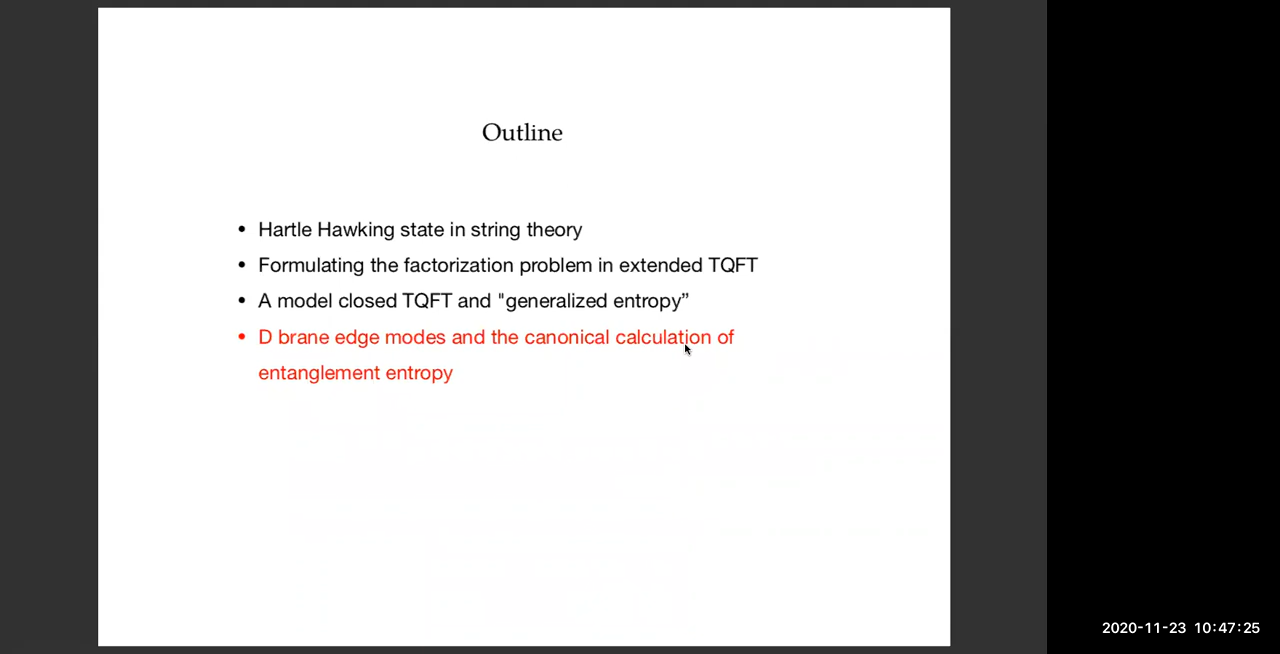 Outline
• Hartle Hawking state in string theory
• Formulating the factorization problem in extended TQFT
• A model closed TQFT and "generalized entropy”
• D brane edge modes and the canonical calculation of
entanglement entropy
2020-11-23 10:47:25